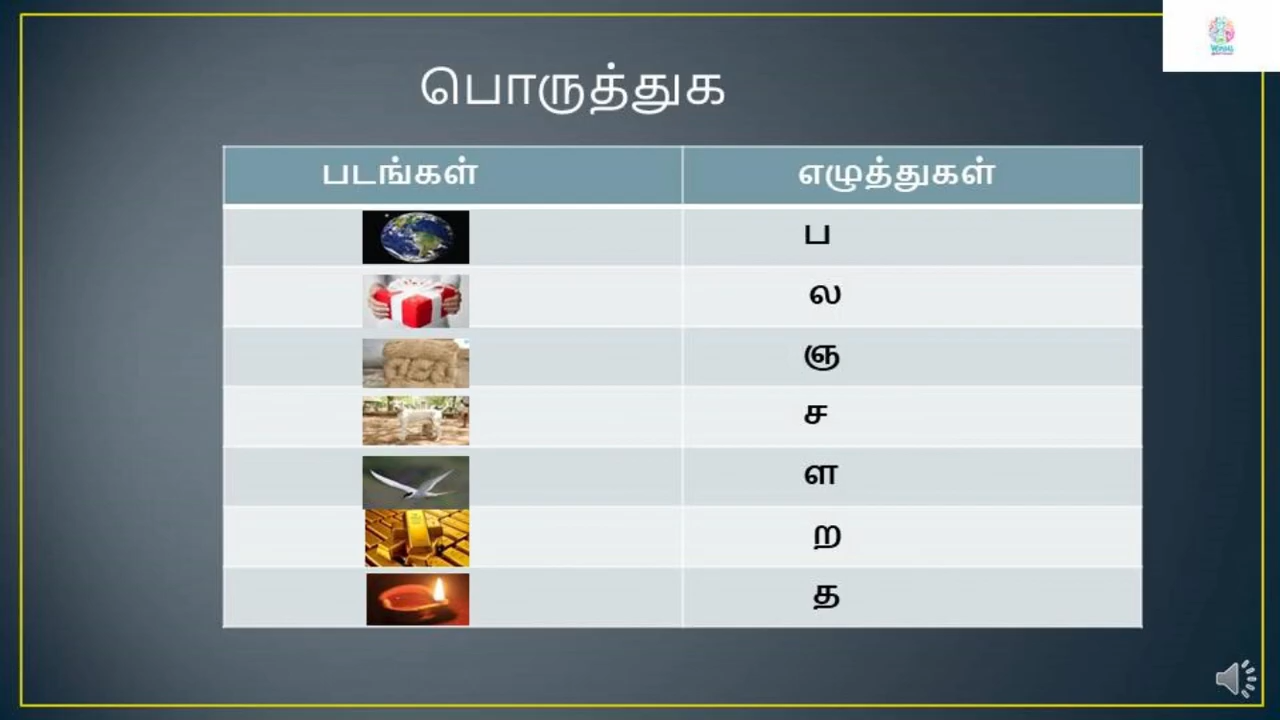 பொருத்துக
படங்கள் எழுத்துகள்
ப
ல
ஞ
ச
ள
ற
த